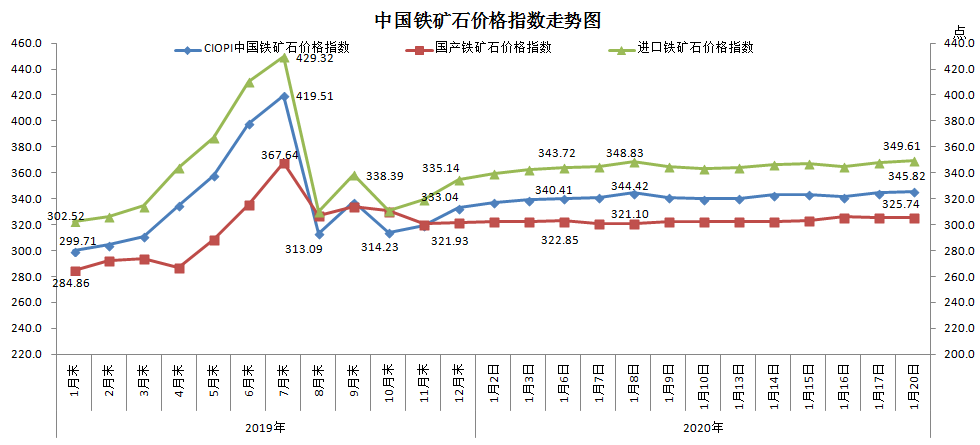 中国铁矿石价格指数走势图
点
CIOPI中国铁矿石价格指数 国产铁矿石价格指数 进口铁矿石价格指数
460.0
440.0
420.0
400.0
380.0
360.0
340.0
320.0
300.0
280.0
260.0
240.0
220.0
440.0
420.0
400.0
380.0
360.0
340.0
320.0
300.0
280.0
260.0
240.0
220.0
200.0
429.32
419.51
367.64
302.52
299.71
284.86
313.09
338.39
314.23
335.14
333.04
321.93
343.72
340.41
322.85
348.83
344.42
321.10
349.61
345.82
325.74
1月末
2月末
3月末
4月末
5月末
6月末
7月末
8月末
9月末
10月末
11月末
12月末
1月2日
1月3日
1月6日
1月7日
1月8日
1月9日
1月10日
1月13日
1月14日
1月15日
1月16日
1月17日
1月20日
2019年 2020年